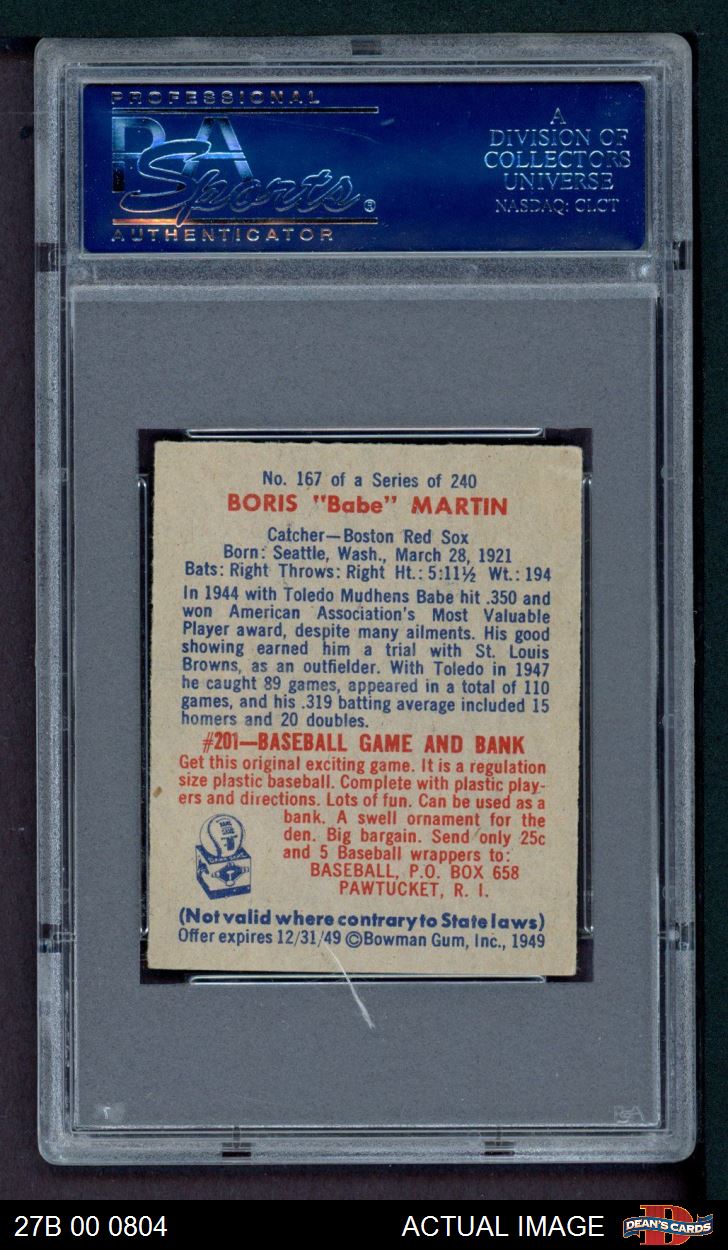 PROFESSIONAL
PSA
Sports®
AUTHENTICATOR
A
DIVISION OF
COLLECTORS
UNIVERSE
NASDAQ: CLCT
No. 167 of a Series of 240
BORIS "Babe" MARTIN
Catcher—Boston Red Sox
Born: Seattle, Wash., March 28, 1921
Bats: Right Throws: Right Ht.: 5:11½ Wt.: 194
In 1944 with Toledo Mudhens Babe hit .350 and
won American Association's Most Valuable
Player award, despite many ailments. His good
showing earned him a trial with St. Louis
Browns, as an outfielder. With Toledo in 1947
he caught 89 games, appeared in a total of 110
games, and his .319 batting average included 15
homers and 20 doubles.
#201—BASEBALL GAME AND BANK
Get this original exciting game. It is a regulation
size plastic baseball. Complete with plastic play-
ers and directions. Lots of fun. Can be used as a
bank. A swell ornament for the
den. Big bargain. Send only 25c
and 5 Baseball wrappers to:
BASEBALL, P.O. BOX 658
PAWTUCKET, R. I.
(Not valid where contrary to State laws)
Offer expires 12/31/49 ©Bowman Gum, Inc., 1949
PSA
27B 00 0804
ACTUAL IMAGE
DEAN'S CARDS